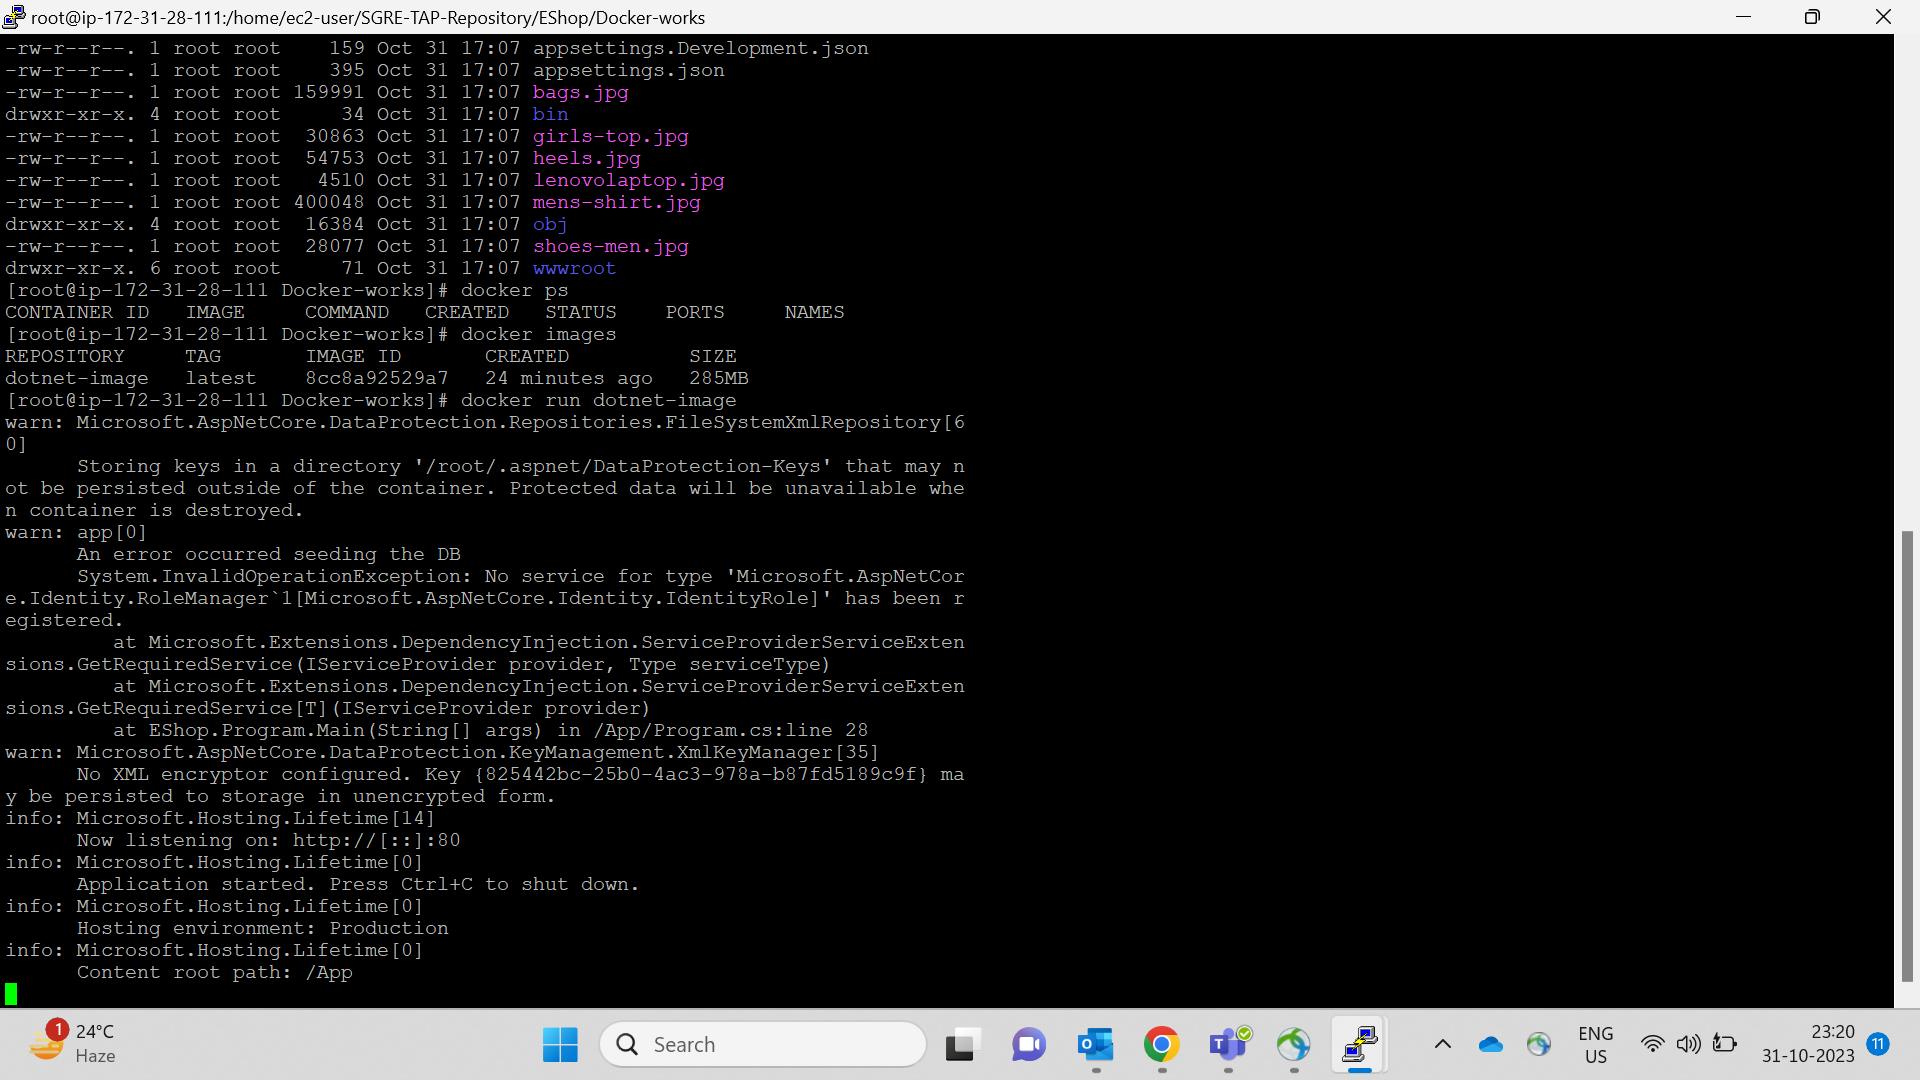 root@ip-172-31-28-111:/home/ec2-user/SGRE-TAP-Repository/EShop/Docker-works
-rw-r--r--. 1 root root    159 Oct 31 17:07 appsettings.Development.json
-rw-r--r--. 1 root root    395 Oct 31 17:07 appsettings.json
-rw-r--r--. 1 root root 159991 Oct 31 17:07 bags.jpg
drwxr-xr-x. 4 root root     34 Oct 31 17:07 bin
-rw-r--r--. 1 root root  30863 Oct 31 17:07 girls-top.jpg
-rw-r--r--. 1 root root  54753 Oct 31 17:07 heels.jpg
-rw-r--r--. 1 root root   4510 Oct 31 17:07 lenovolaptop.jpg
-rw-r--r--. 1 root root 400048 Oct 31 17:07 mens-shirt.jpg
drwxr-xr-x. 4 root root  16384 Oct 31 17:07 obj
-rw-r--r--. 1 root root  28077 Oct 31 17:07 shoes-men.jpg
drwxr-xr-x. 6 root root     71 Oct 31 17:07 wwwroot
[root@ip-172-31-28-111 Docker-works]# docker ps
CONTAINER ID   IMAGE     COMMAND   CREATED   STATUS    PORTS     NAMES
[root@ip-172-31-28-111 Docker-works]# docker images
REPOSITORY     TAG       IMAGE ID       CREATED          SIZE
dotnet-image   latest    8cc8a92529a7   24 minutes ago   285MB
[root@ip-172-31-28-111 Docker-works]# docker run dotnet-image
warn: Microsoft.AspNetCore.DataProtection.Repositories.FileSystemXmlRepository[6
0]
      Storing keys in a directory '/root/.aspnet/DataProtection-Keys' that may n
ot be persisted outside of the container. Protected data will be unavailable whe
n container is destroyed.
warn: app[0]
      An error occurred seeding the DB
      System.InvalidOperationException: No service for type 'Microsoft.AspNetCor
e.Identity.RoleManager`1[Microsoft.AspNetCore.Identity.IdentityRole]' has been r
egistered.
         at Microsoft.Extensions.DependencyInjection.ServiceProviderServiceExten
sions.GetRequiredService(IServiceProvider provider, Type serviceType)
         at Microsoft.Extensions.DependencyInjection.ServiceProviderServiceExten
sions.GetRequiredService[T](IServiceProvider provider)
         at EShop.Program.Main(String[] args) in /App/Program.cs:line 28
warn: Microsoft.AspNetCore.DataProtection.KeyManagement.XmlKeyManager[35]
      No XML encryptor configured. Key {825442bc-25b0-4ac3-978a-b87fd5189c9f} ma
y be persisted to storage in unencrypted form.
info: Microsoft.Hosting.Lifetime[14]
      Now listening on: http://[::]:80
info: Microsoft.Hosting.Lifetime[0]
      Application started. Press Ctrl+C to shut down.
info: Microsoft.Hosting.Lifetime[0]
      Hosting environment: Production
info: Microsoft.Hosting.Lifetime[0]
      Content root path: /App
1
24°C
Haze
Search
ENG
US
23:20
31-10-2023
11